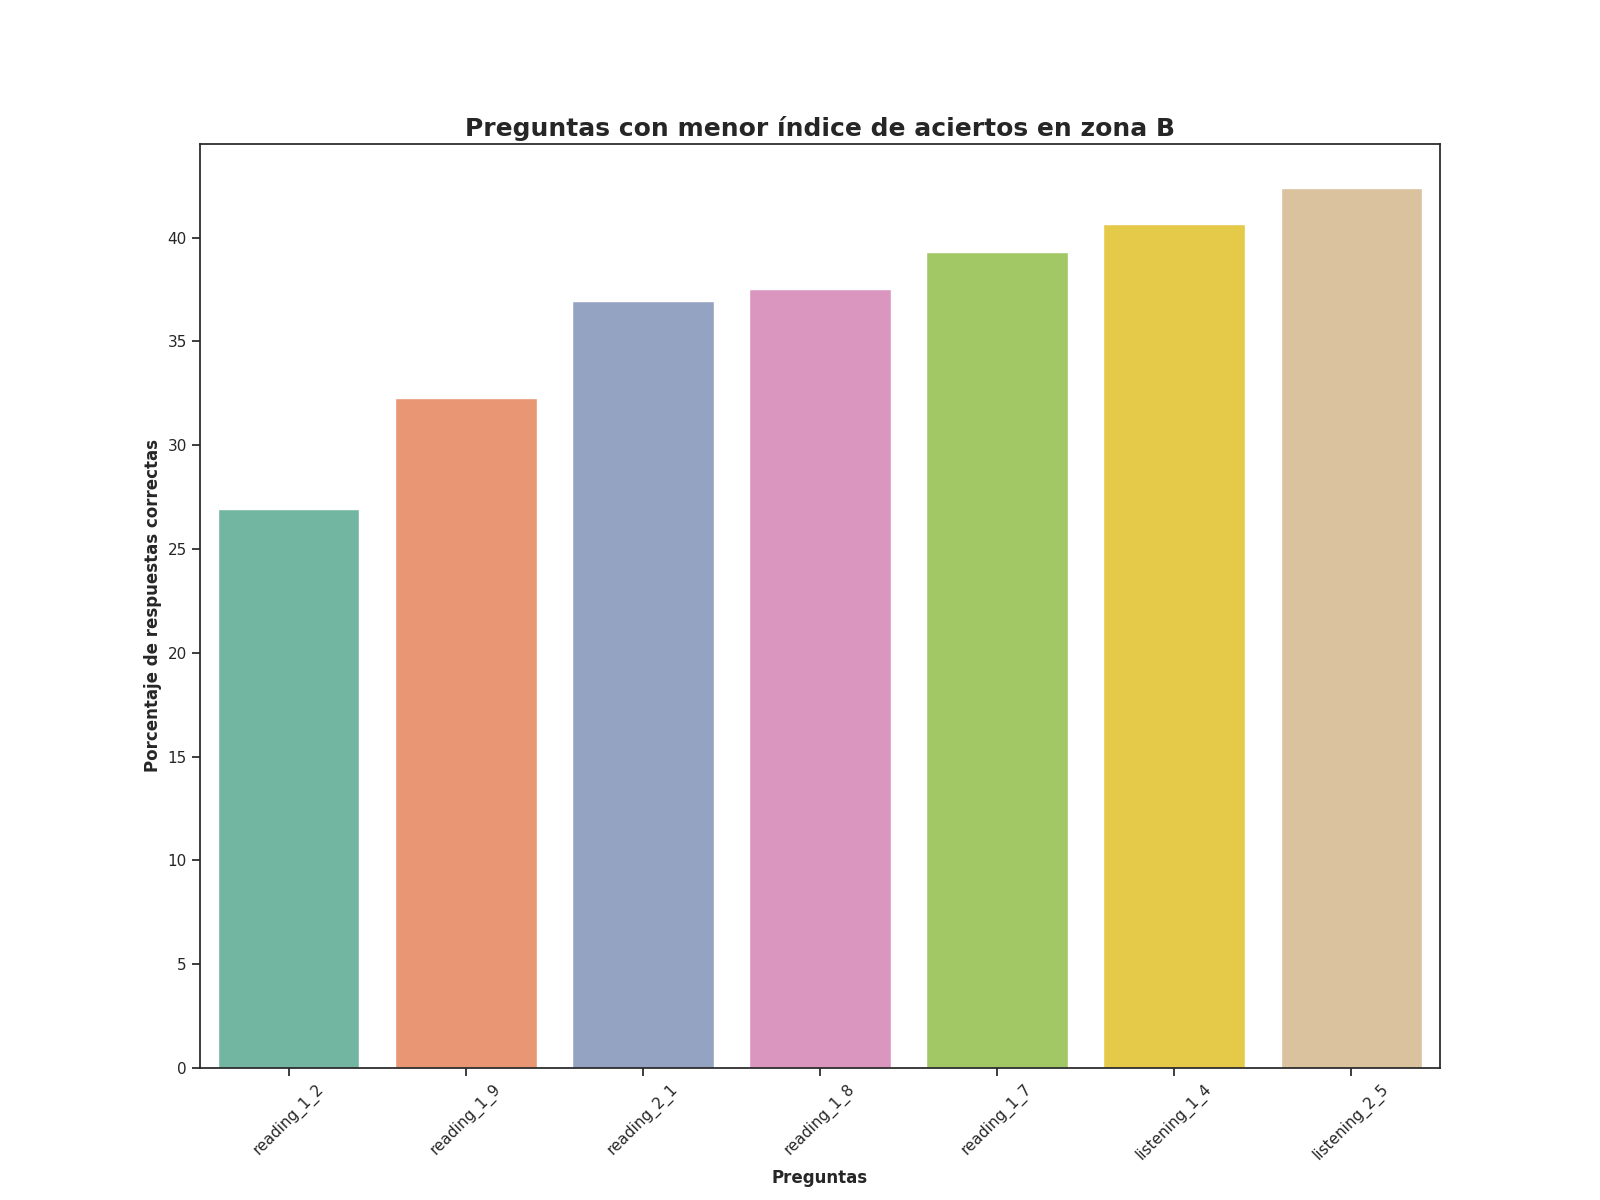 Preguntas con menor índice de aciertos en zona B
Porcentaje de respuestas correctas
40
35
30
25
20
15
10
5
0
reading_1_2
reading_1_9
reading_2_1
reading_1_8
reading_1_7
listening_1_4
listening_2_5
Preguntas